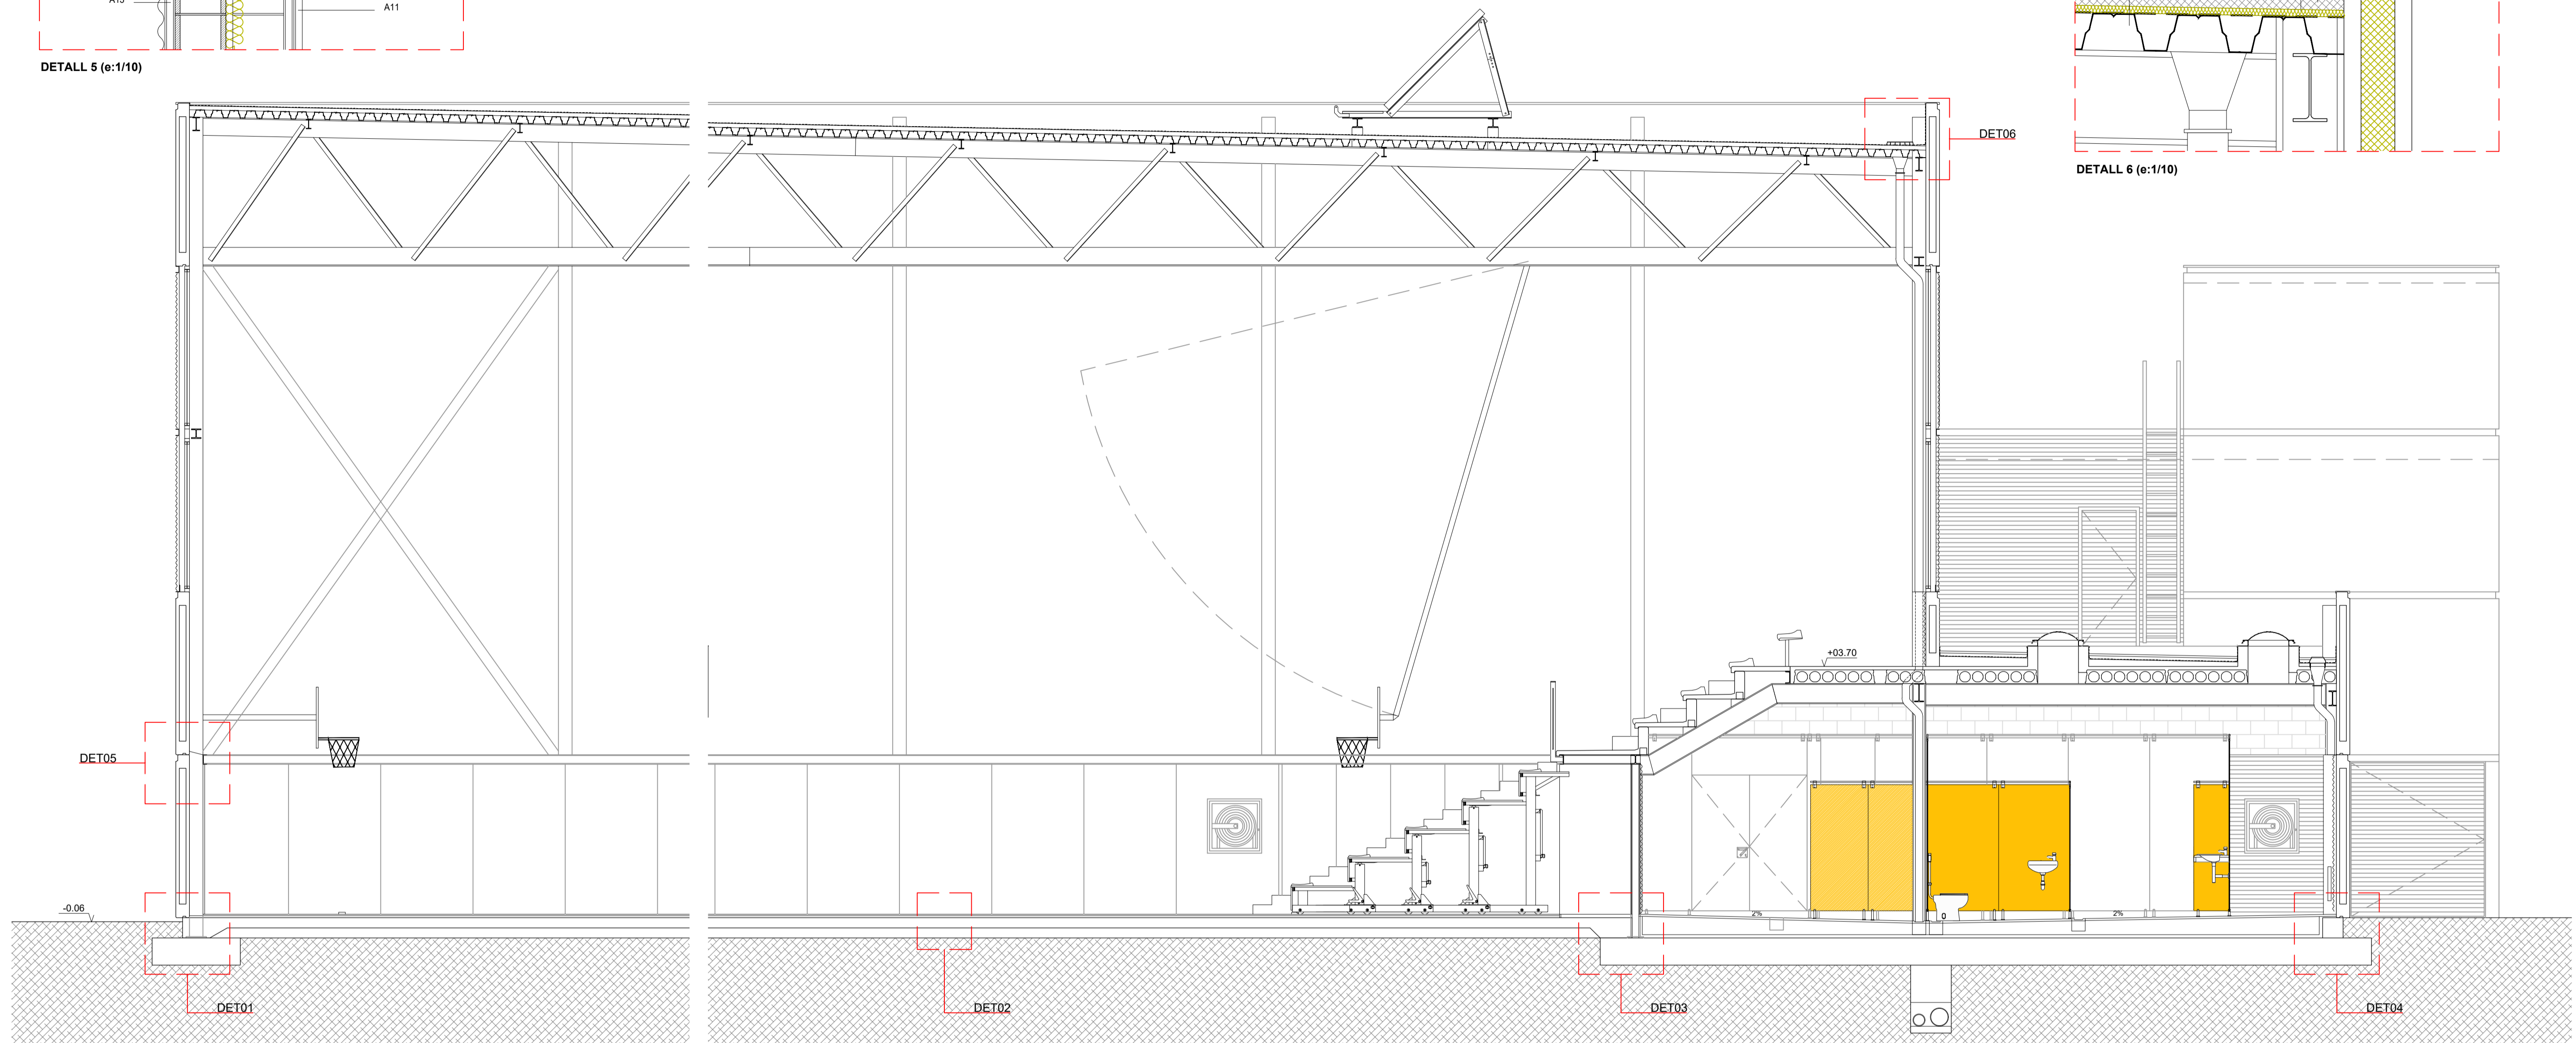 A13
A11
DETALL 5 (e:1/10)
DET06
DETALL 6 (e:1/10)
+03.70
DET05
-0.06
2%
2%
DET01
DET02
DET03
DET04